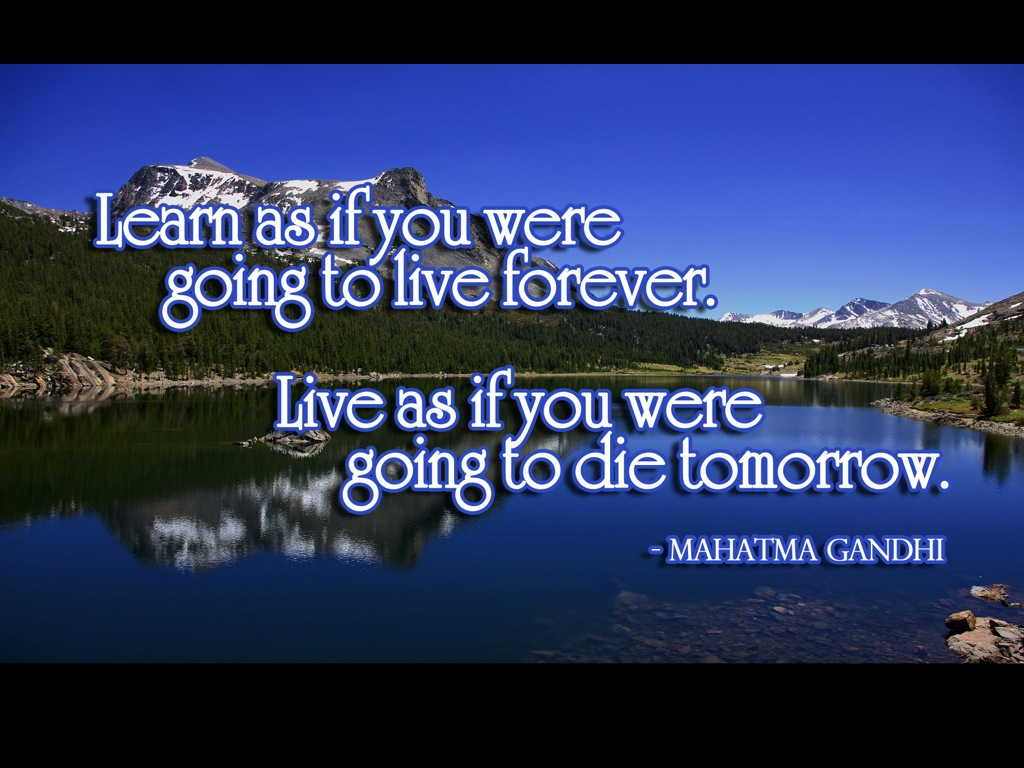 Learn as if you were
going to live forever.
Live as if you were
going to die tomorrow.
- MAHATMA GANDHI